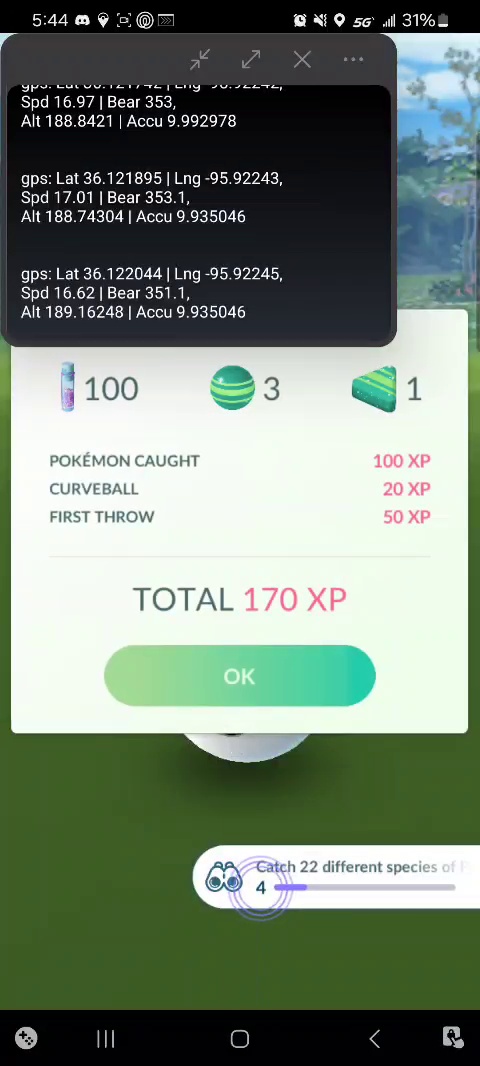 5:44 5G 31%
gps: Lat 36.121742 | Lng -95.92242,
Spd 16.97 | Bear 353,
Alt 188.8421 | Accu 9.992978
gps: Lat 36.121895 | Lng -95.92243,
Spd 17.01 | Bear 353.1,
Alt 188.74304 | Accu 9.935046
gps: Lat 36.122044 | Lng -95.92245,
Spd 16.62 | Bear 351.1,
Alt 189.16248 | Accu 9.935046
100 3 1
POKÉMON CAUGHT 100 XP
CURVEBALL 20 XP
FIRST THROW 50 XP
TOTAL 170 XP
OK
Catch 22 different species of
4